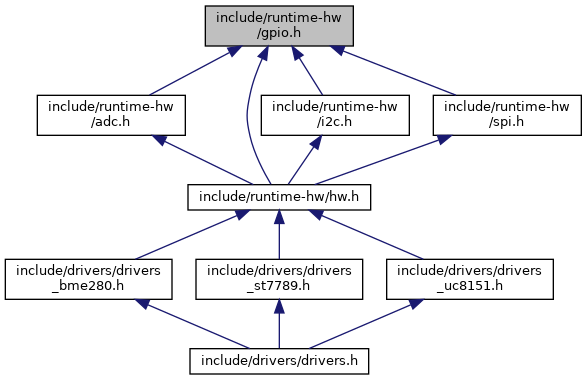 include/runtime-hw
/gpio.h
include/runtime-hw
/adc.h
include/runtime-hw
/i2c.h
include/runtime-hw
/spi.h
include/runtime-hw/hw.h
include/drivers/drivers
_bme280.h
include/drivers/drivers
_st7789.h
include/drivers/drivers
_uc8151.h
include/drivers/drivers.h